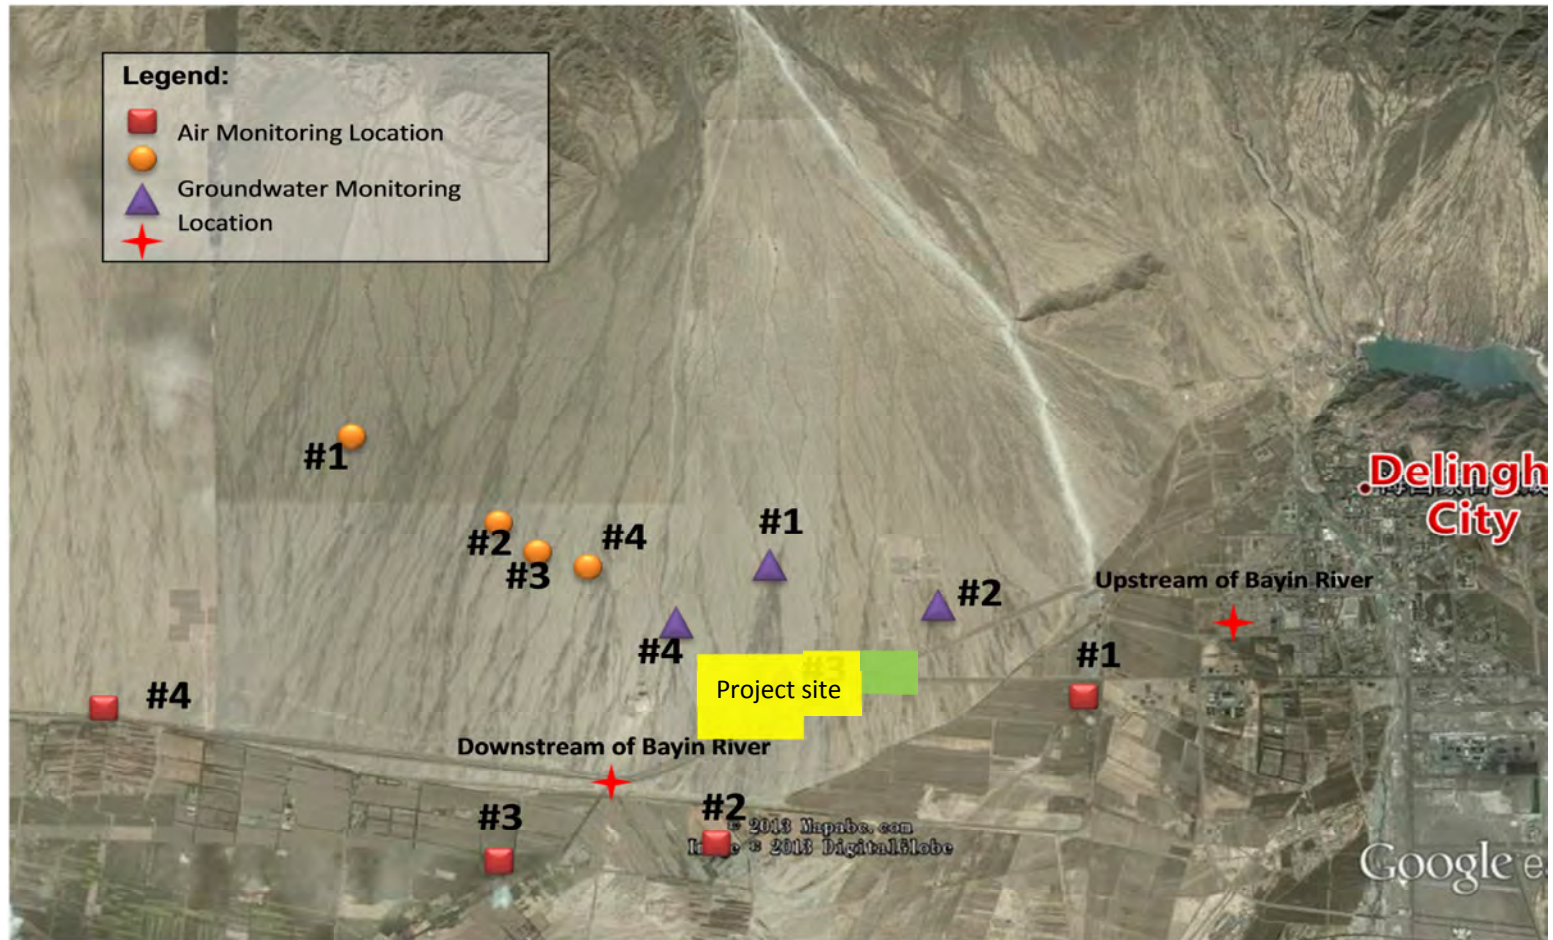 Legend:
Air Monitoring Location
Groundwater Monitoring
Location
#1
#2
#3
#4
#1
#2
#4
#3
Project site
Delingh
City
Upstream of Bayin River
#1
#4
Downstream of Bayin River
#3
#2
© 2013 Mapabc.com
Image © 2013 DigitalGlobe
Google e